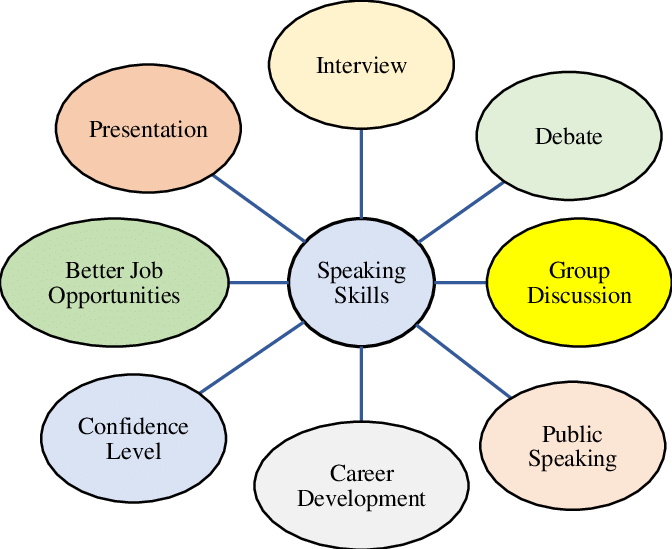 Interview
Presentation
Debate
Better Job
Opportunities
Speaking
Skills
Group
Discussion
Confidence
Level
Career
Development
Public
Speaking